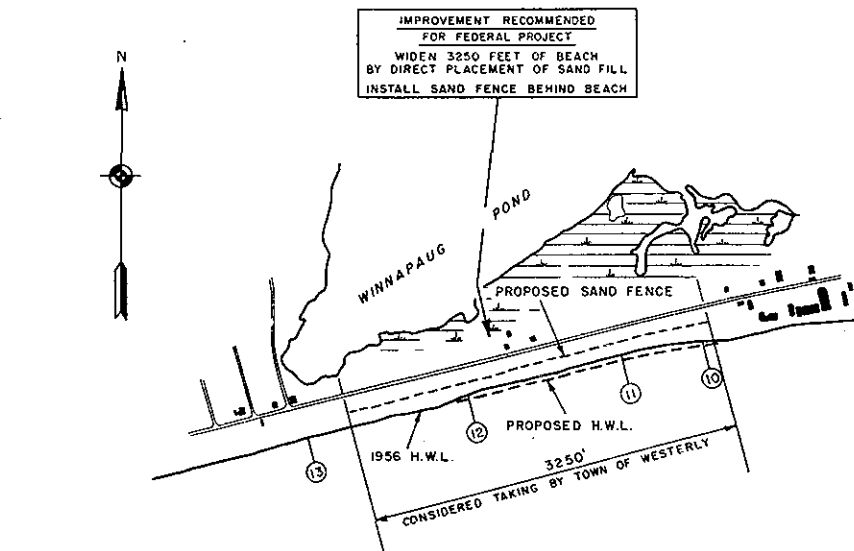 IMPROVEMENT RECOMMENDED
FOR FEDERAL PROJECT
WIDEN 3250 FEET OF BEACH
BY DIRECT PLACEMENT OF SAND FILL
INSTALL SAND FENCE BEHIND BEACH
N
WINNAPAUG POND
PROPOSED SAND FENCE
10
11
12
13
PROPOSED H.W.L.
1956 H.W.L.
3250'
CONSIDERED TAKING BY TOWN OF WESTERLY